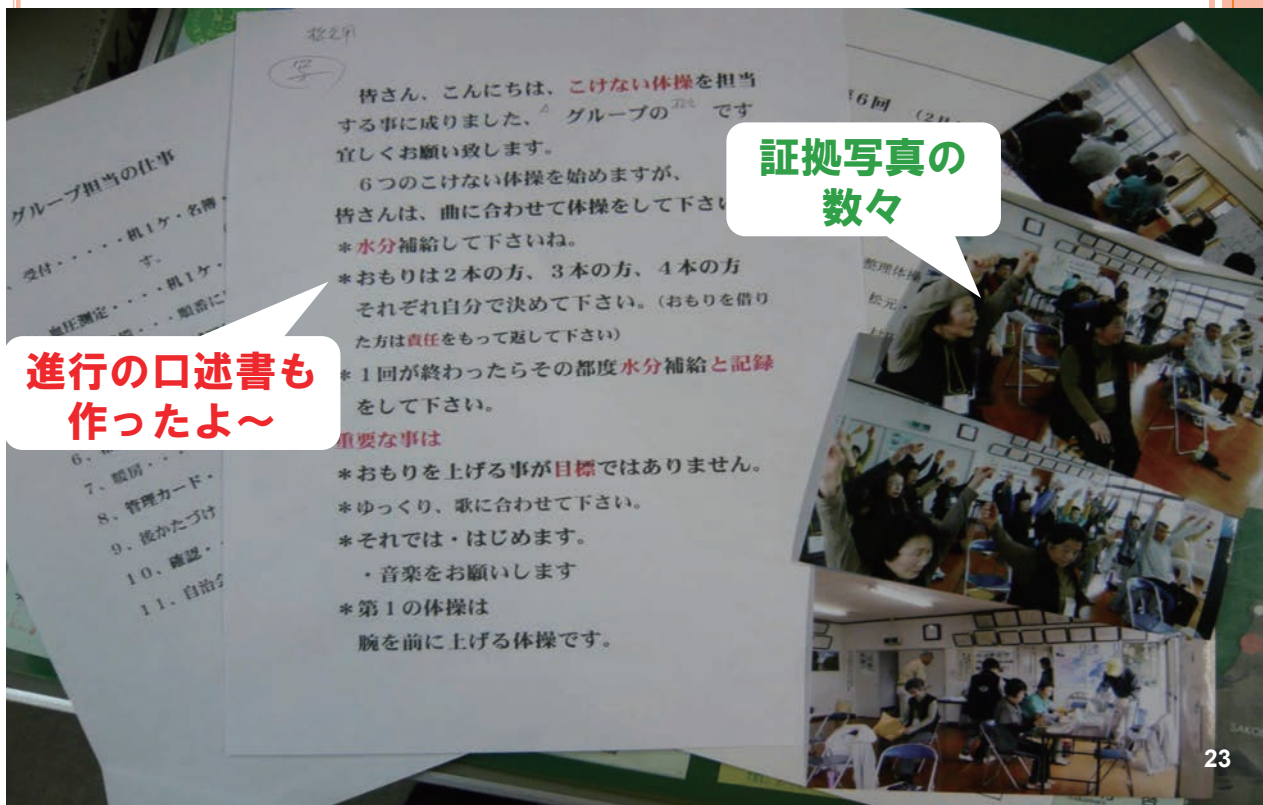 皆さん、こんにちは、こけない体操を担当
する事に成りました、A グループの です
宜しくお願い致します。
6つのこけない体操を始めますが、
皆さんは、曲に合わせて体操をして下さい
*水分補給して下さいね。
*おもりは2本の方、3本の方、4本の方
それぞれ自分で決めて下さい。(おもりを借り
た方は責任をもって返して下さい)
*1回が終わったらその都度水分補給と記録
をして下さい。
重要な事は
*おもりを上げる事が目標ではありません。
*ゆっくり、歌に合わせて下さい。
*それでは・はじめます。
・音楽をお願いします
*第1の体操は
腕を前に上げる体操です。
グループ担当の仕事
受付・・・・机1ケ・名簿・
す。
血圧測定・・・・机1ケ・
順番に
7、暖房・・
8、管理カード・
9、後かたづけ
10、確認・
11、自治会
進行の口述書も
作ったよ〜
第6回 (2月
整理体操
松元・
証拠写真の
数々
23